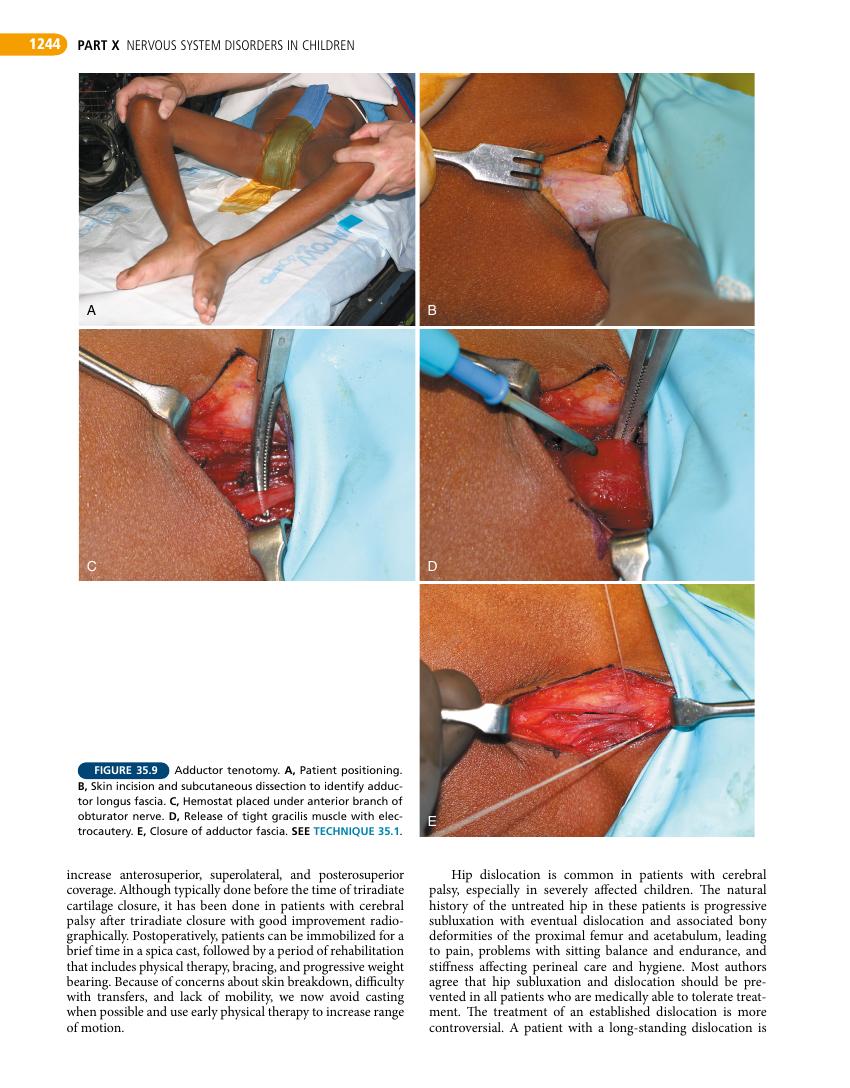 1244 PART X NERVOUS SYSTEM DISORDERS IN CHILDREN
A
B
C
D
E
FIGURE 35.9 Adductor tenotomy. A, Patient positioning.
B, Skin incision and subcutaneous dissection to identify adduc-
tor longus fascia. C, Hemostat placed under anterior branch of
obturator nerve. D, Release of tight gracilis muscle with elec-
trocautery. E, Closure of adductor fascia. SEE TECHNIQUE 35.1.
increase anterosuperior, superolateral, and posterosuperior
coverage. Although typically done before the time of triradiate
cartilage closure, it has been done in patients with cerebral
palsy after triradiate closure with good improvement radio-
graphically. Postoperatively, patients can be immobilized for a
brief time in a spica cast, followed by a period of rehabilitation
that includes physical therapy, bracing, and progressive weight
bearing. Because of concerns about skin breakdown, difficulty
with transfers, and lack of mobility, we now avoid casting
when possible and use early physical therapy to increase range
of motion.
Hip dislocation is common in patients with cerebral
palsy, especially in severely affected children. The natural
history of the untreated hip in these patients is progressive
subluxation with eventual dislocation and associated bony
deformities of the proximal femur and acetabulum, leading
to pain, problems with sitting balance and endurance, and
stiffness affecting perineal care and hygiene. Most authors
agree that hip subluxation and dislocation should be pre-
vented in all patients who are medically able to tolerate treat-
ment. The treatment of an established dislocation is more
controversial. A patient with a long-standing dislocation is